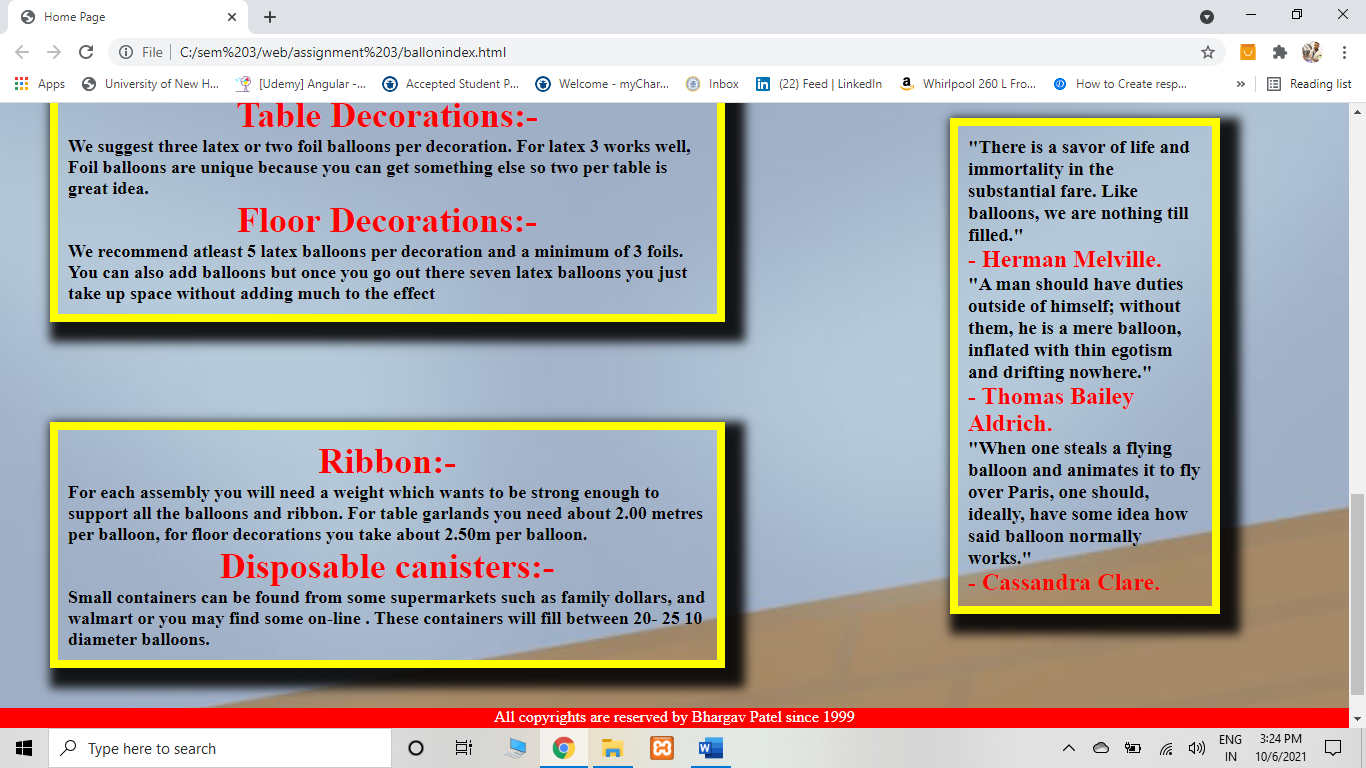 Home Page
File
C:/sem%203/web/assignment%203/ballonindex.html
Apps
University of New H...
[Udemy] Angular -...
Accepted Student P...
Welcome - myChar...
Inbox
(22) Feed | LinkedIn
Whirlpool 260 L Fro...
How to Create resp...
»
Reading list
Table Decorations:-
We suggest three latex or two foil balloons per decoration. For latex 3 works well,
Foil balloons are unique because you can get something else so two per table is
great idea.
Floor Decorations:-
We recommend atleast 5 latex balloons per decoration and a minimum of 3 foils.
You can also add balloons but once you go out there seven latex balloons you just
take up space without adding much to the effect
Ribbon:-
For each assembly you will need a weight which wants to be strong enough to
support all the balloons and ribbon. For table garlands you need about 2.00 metres
per balloon, for floor decorations you take about 2.50m per balloon.
Disposable canisters:-
Small containers can be found from some supermarkets such as family dollars, and
walmart or you may find some on-line . These containers will fill between 20- 25 10
diameter balloons.
"There is a savor of life and
immortality in the
substantial fare. Like
balloons, we are nothing till
filled."
- Herman Melville.
"A man should have duties
outside of himself; without
them, he is a mere balloon,
inflated with thin egotism
and drifting nowhere."
- Thomas Bailey
Aldrich.
"When one steals a flying
balloon and animates it to fly
over Paris, one should,
ideally, have some idea how
said balloon normally
works."
- Cassandra Clare.
All copyrights are reserved by Bhargav Patel since 1999
Type here to search
ENG
IN
3:24 PM
10/6/2021